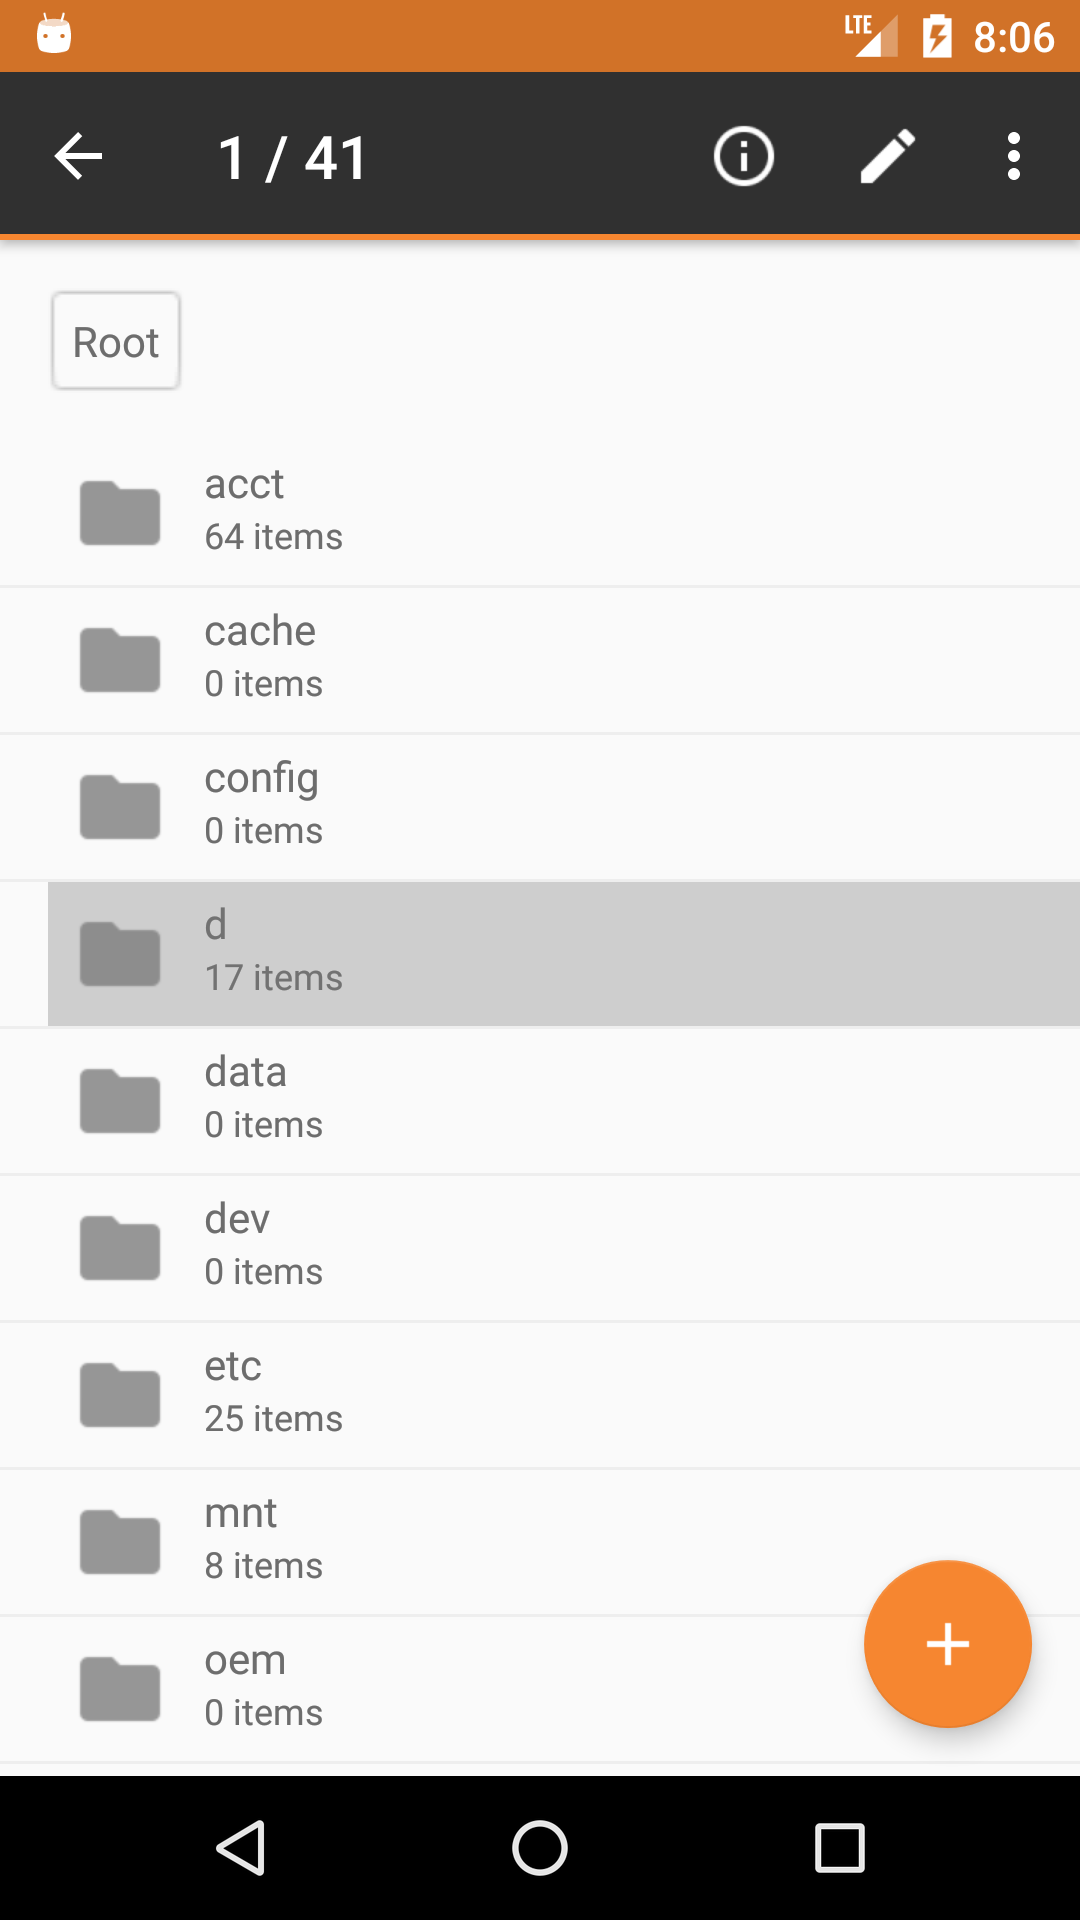 LTE 8:06
1 / 41
Root
acct
64 items
cache
0 items
config
0 items
d
17 items
data
0 items
dev
0 items
etc
25 items
mnt
8 items
oem
0 items